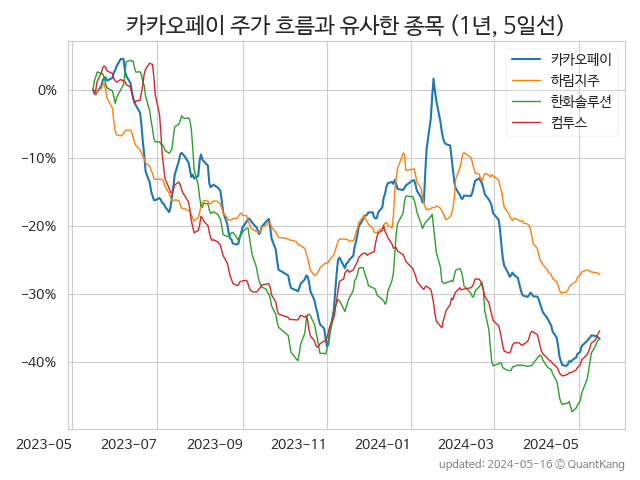 카카오페이 주가 흐름과 유사한 종목 (1년, 5일선)
카카오페이
하림지주
한화솔루션
컴투스
0%
−10%
−20%
−30%
−40%
2023-05 2023-07 2023-09 2023-11 2024-01 2024-03 2024-05
updated: 2024-05-16 © QuantKang